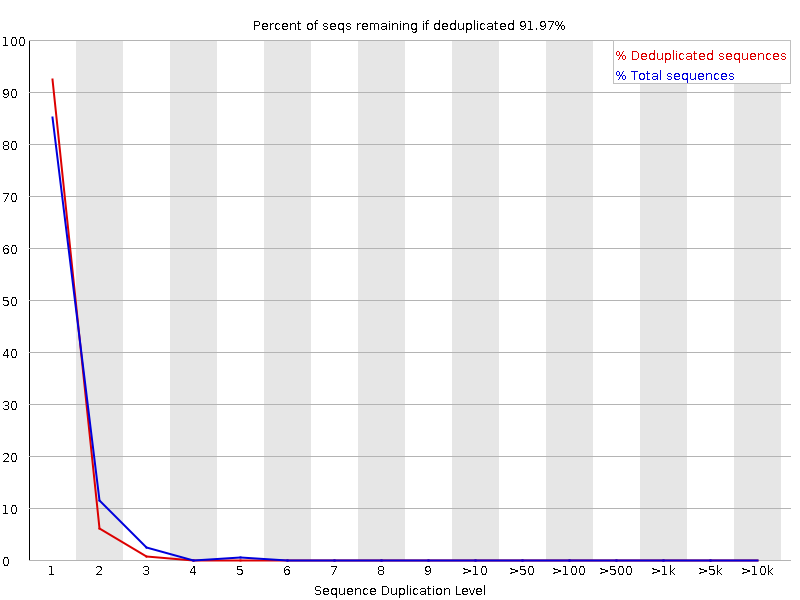 Percent of seqs remaining if deduplicated 91.97%
% Deduplicated sequences
% Total sequences
100
90
80
70
60
50
40
30
20
10
0
1 2 3 4 5 6 7 8 9 >10 >50 >100 >500 >1k >5k >10k
Sequence Duplication Level